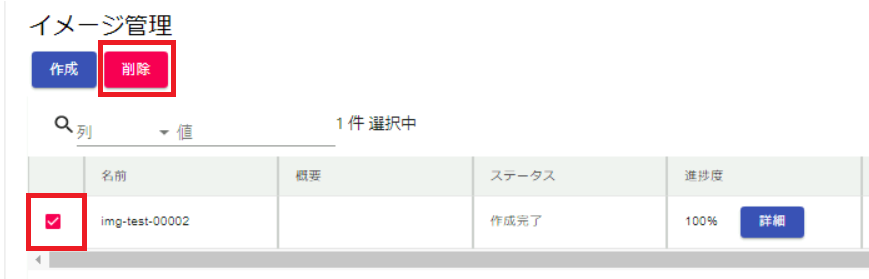 イメージ管理
作成 削除
列 値 1 件 選択中
名前 概要 ステータス 進捗度
img-test-00002 作成完了 100% 詳細